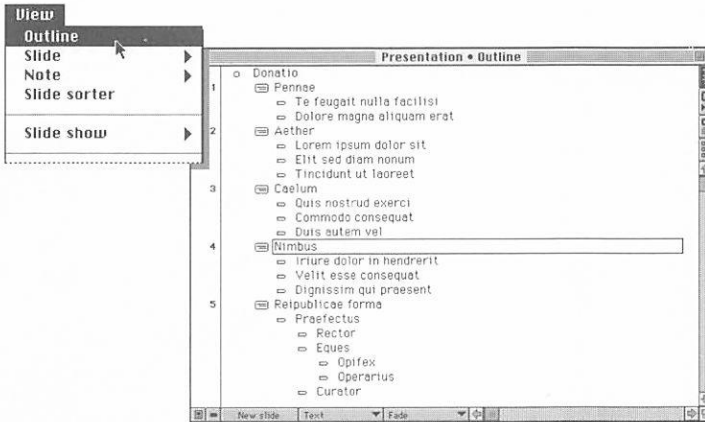 View
Outline
Slide
Note
Slide sorter
Slide show
Presentation • Outline
Donatio
1 Pennae
Te feugait nulla facilisi
Dolore magna aliquam erat
2 Aether
Lorem ipsum dolor sit
Elit sed diam nonum
Tincidunt ut laoreet
3 Caelum
Quis nostrud exerci
Commodo consequat
Duis autem vel
4 Nimbus
Iriure dolor in hendrerit
Velit esse consequat
Dignissim qui praesent
5 Reipublicae forma
Praefectus
Rector
Eques
Opifex
Operarius
Curator
New slide Text Fade